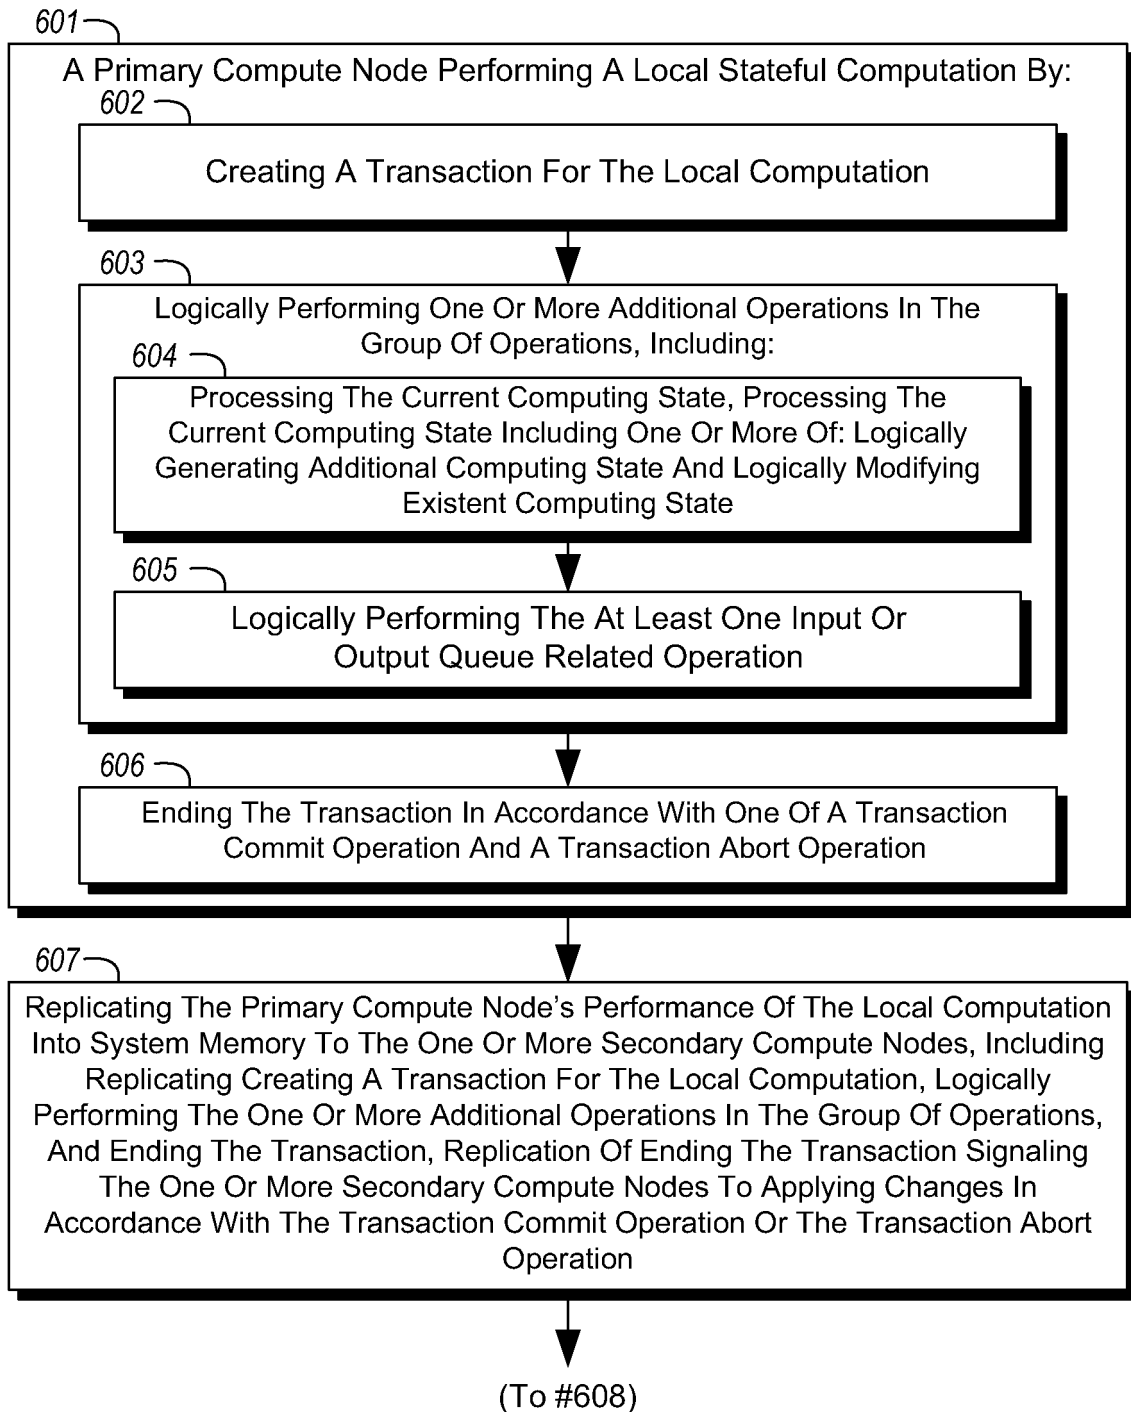 601
A Primary Compute Node Performing A Local Stateful Computation By:
602
Creating A Transaction For The Local Computation
603
Logically Performing One Or More Additional Operations In The
Group Of Operations, Including:
604
Processing The Current Computing State, Processing The
Current Computing State Including One Or More Of: Logically
Generating Additional Computing State And Logically Modifying
Existent Computing State
605
Logically Performing The At Least One Input Or
Output Queue Related Operation
606
Ending The Transaction In Accordance With One Of A Transaction
Commit Operation And A Transaction Abort Operation
607
Replicating The Primary Compute Node’s Performance Of The Local Computation
Into System Memory To The One Or More Secondary Compute Nodes, Including
Replicating Creating A Transaction For The Local Computation, Logically
Performing The One Or More Additional Operations In The Group Of Operations,
And Ending The Transaction, Replication Of Ending The Transaction Signaling
The One Or More Secondary Compute Nodes To Applying Changes In
Accordance With The Transaction Commit Operation Or The Transaction Abort
Operation
(To #608)